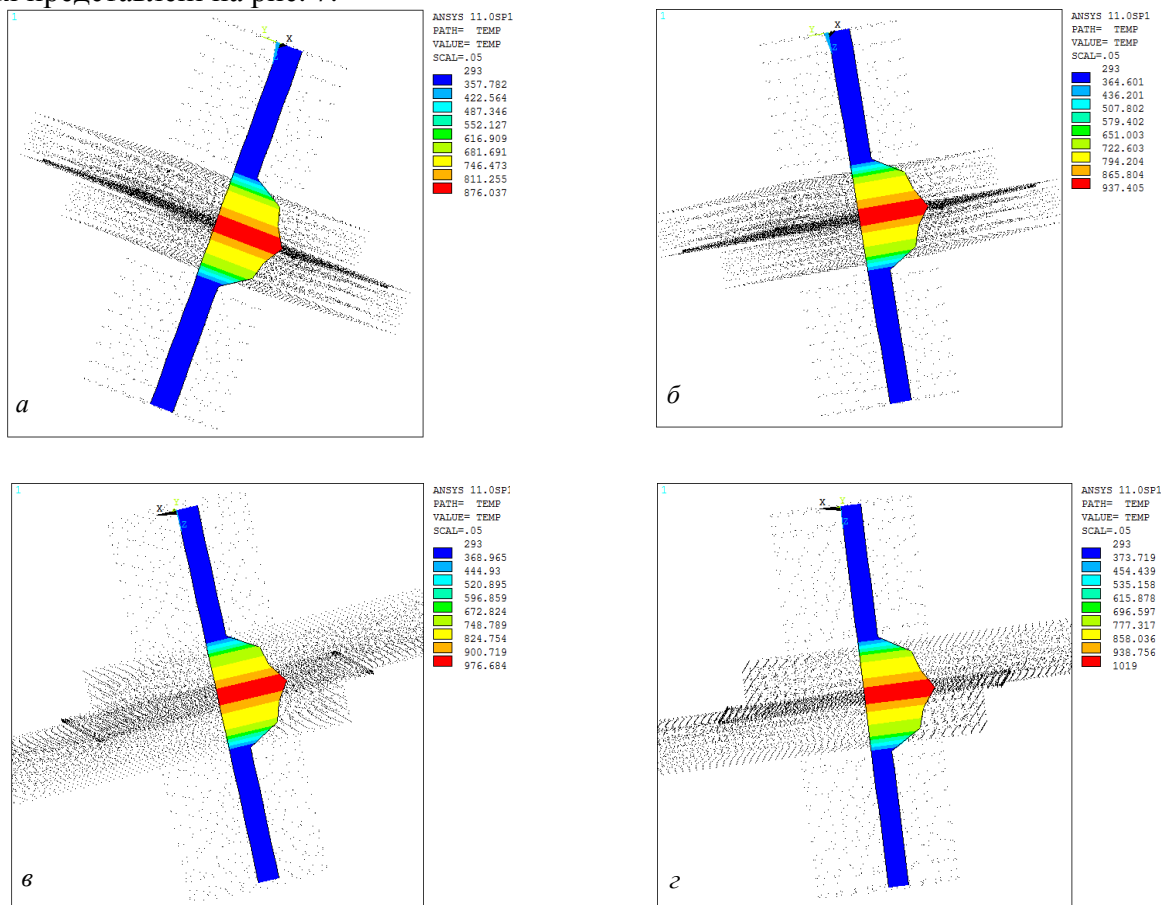 представлені на рис. 7.
1
ANSYS 11.0SP1
PATH= TEMP
VALUE= TEMP
SCAL=.05
293
357.782
422.564
487.346
552.127
616.909
681.691
746.473
811.255
876.037
Y
X
Z
а
1
ANSYS 11.0SP1
PATH= TEMP
VALUE= TEMP
SCAL=.05
293
364.601
436.201
507.802
579.402
651.003
722.603
794.204
865.804
937.405
Y
X
Z
б
1
ANSYS 11.0SP1
PATH= TEMP
VALUE= TEMP
SCAL=.05
293
368.965
444.93
520.895
596.859
672.824
748.789
824.754
900.719
976.684
X
Y
Z
в
1
ANSYS 11.0SP1
PATH= TEMP
VALUE= TEMP
SCAL=.05
293
373.719
454.439
535.158
615.878
696.597
777.317
858.036
938.756
1019
X
Y
Z
г